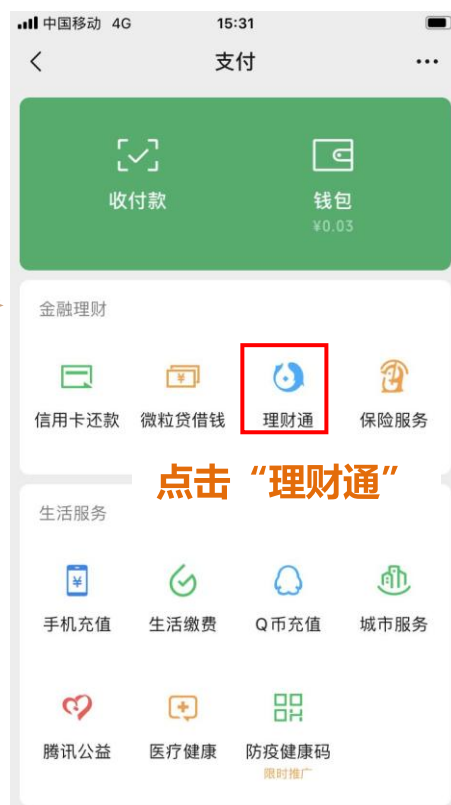 中国移动 4G 15:31
支付
收付款 钱包
¥0.03
金融理财
信用卡还款 微粒贷借钱 理财通 保险服务
点击“理财通”
生活服务
手机充值 生活缴费 Q币充值 城市服务
腾讯公益 医疗健康 防疫健康码
限时推广